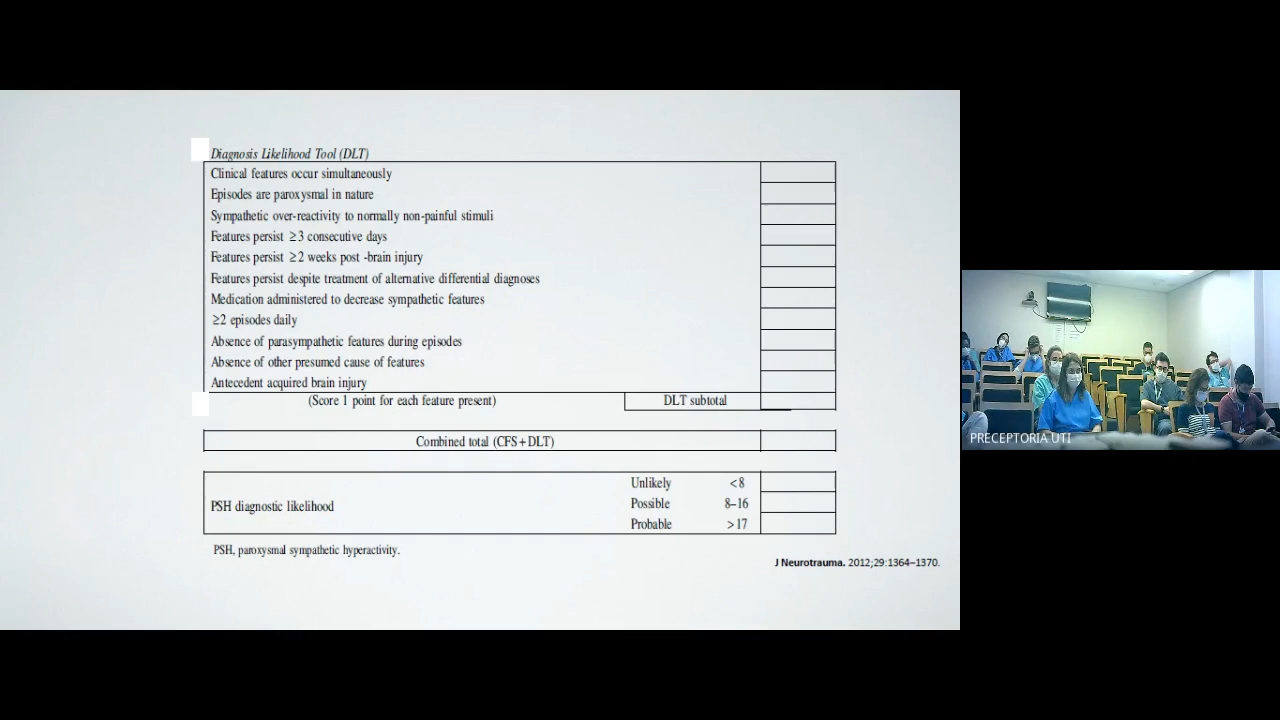 Diagnosis Likelihood Tool (DLT)
Clinical features occur simultaneously
Episodes are paroxysmal in nature
Sympathetic over-reactivity to normally non-painful stimuli
Features persist ≥3 consecutive days
Features persist ≥2 weeks post -brain injury
Features persist despite treatment of alternative differential diagnoses
Medication administered to decrease sympathetic features
≥2 episodes daily
Absence of parasympathetic features during episodes
Absence of other presumed cause of features
Antecedent acquired brain injury
(Score 1 point for each feature present) DLT subtotal
Combined total (CFS+DLT)
Unlikely <8
PSH diagnostic likelihood Possible 8–16
Probable >17
PSH, paroxysmal sympathetic hyperactivity.
J Neurotrauma. 2012;29:1364–1370.
PRECEPTORIA UTI